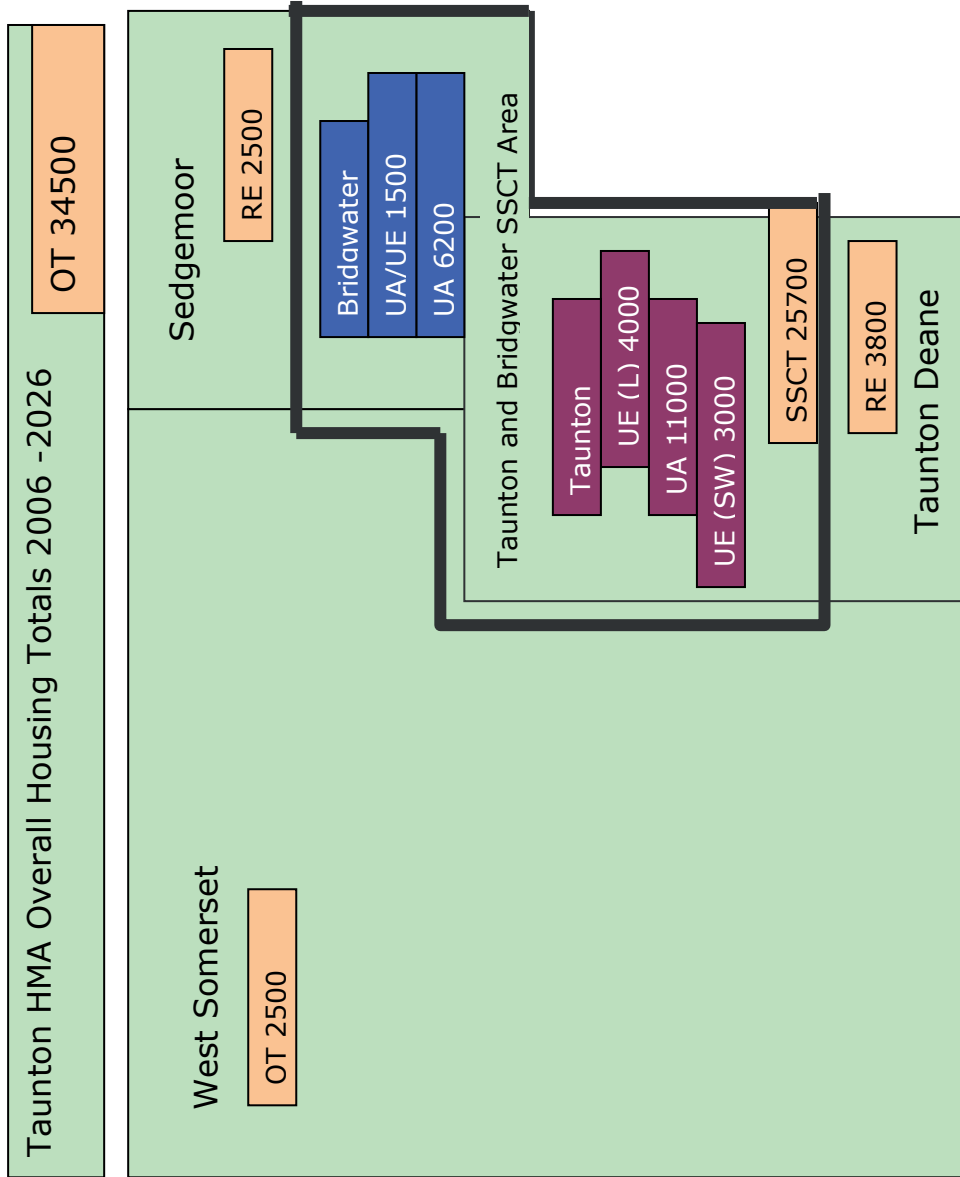 Taunton HMA Overall Housing Totals 2006 -2026
OT 34500
Sedgemoor
West Somerset
RE 2500
OT 2500
Bridgwater
UA/UE 1500
UA 6200
Taunton and Bridgwater SSCT Area
Taunton
UE (L) 4000
UA 11000
UE (SW) 3000
SSCT 25700
RE 3800
Taunton Deane